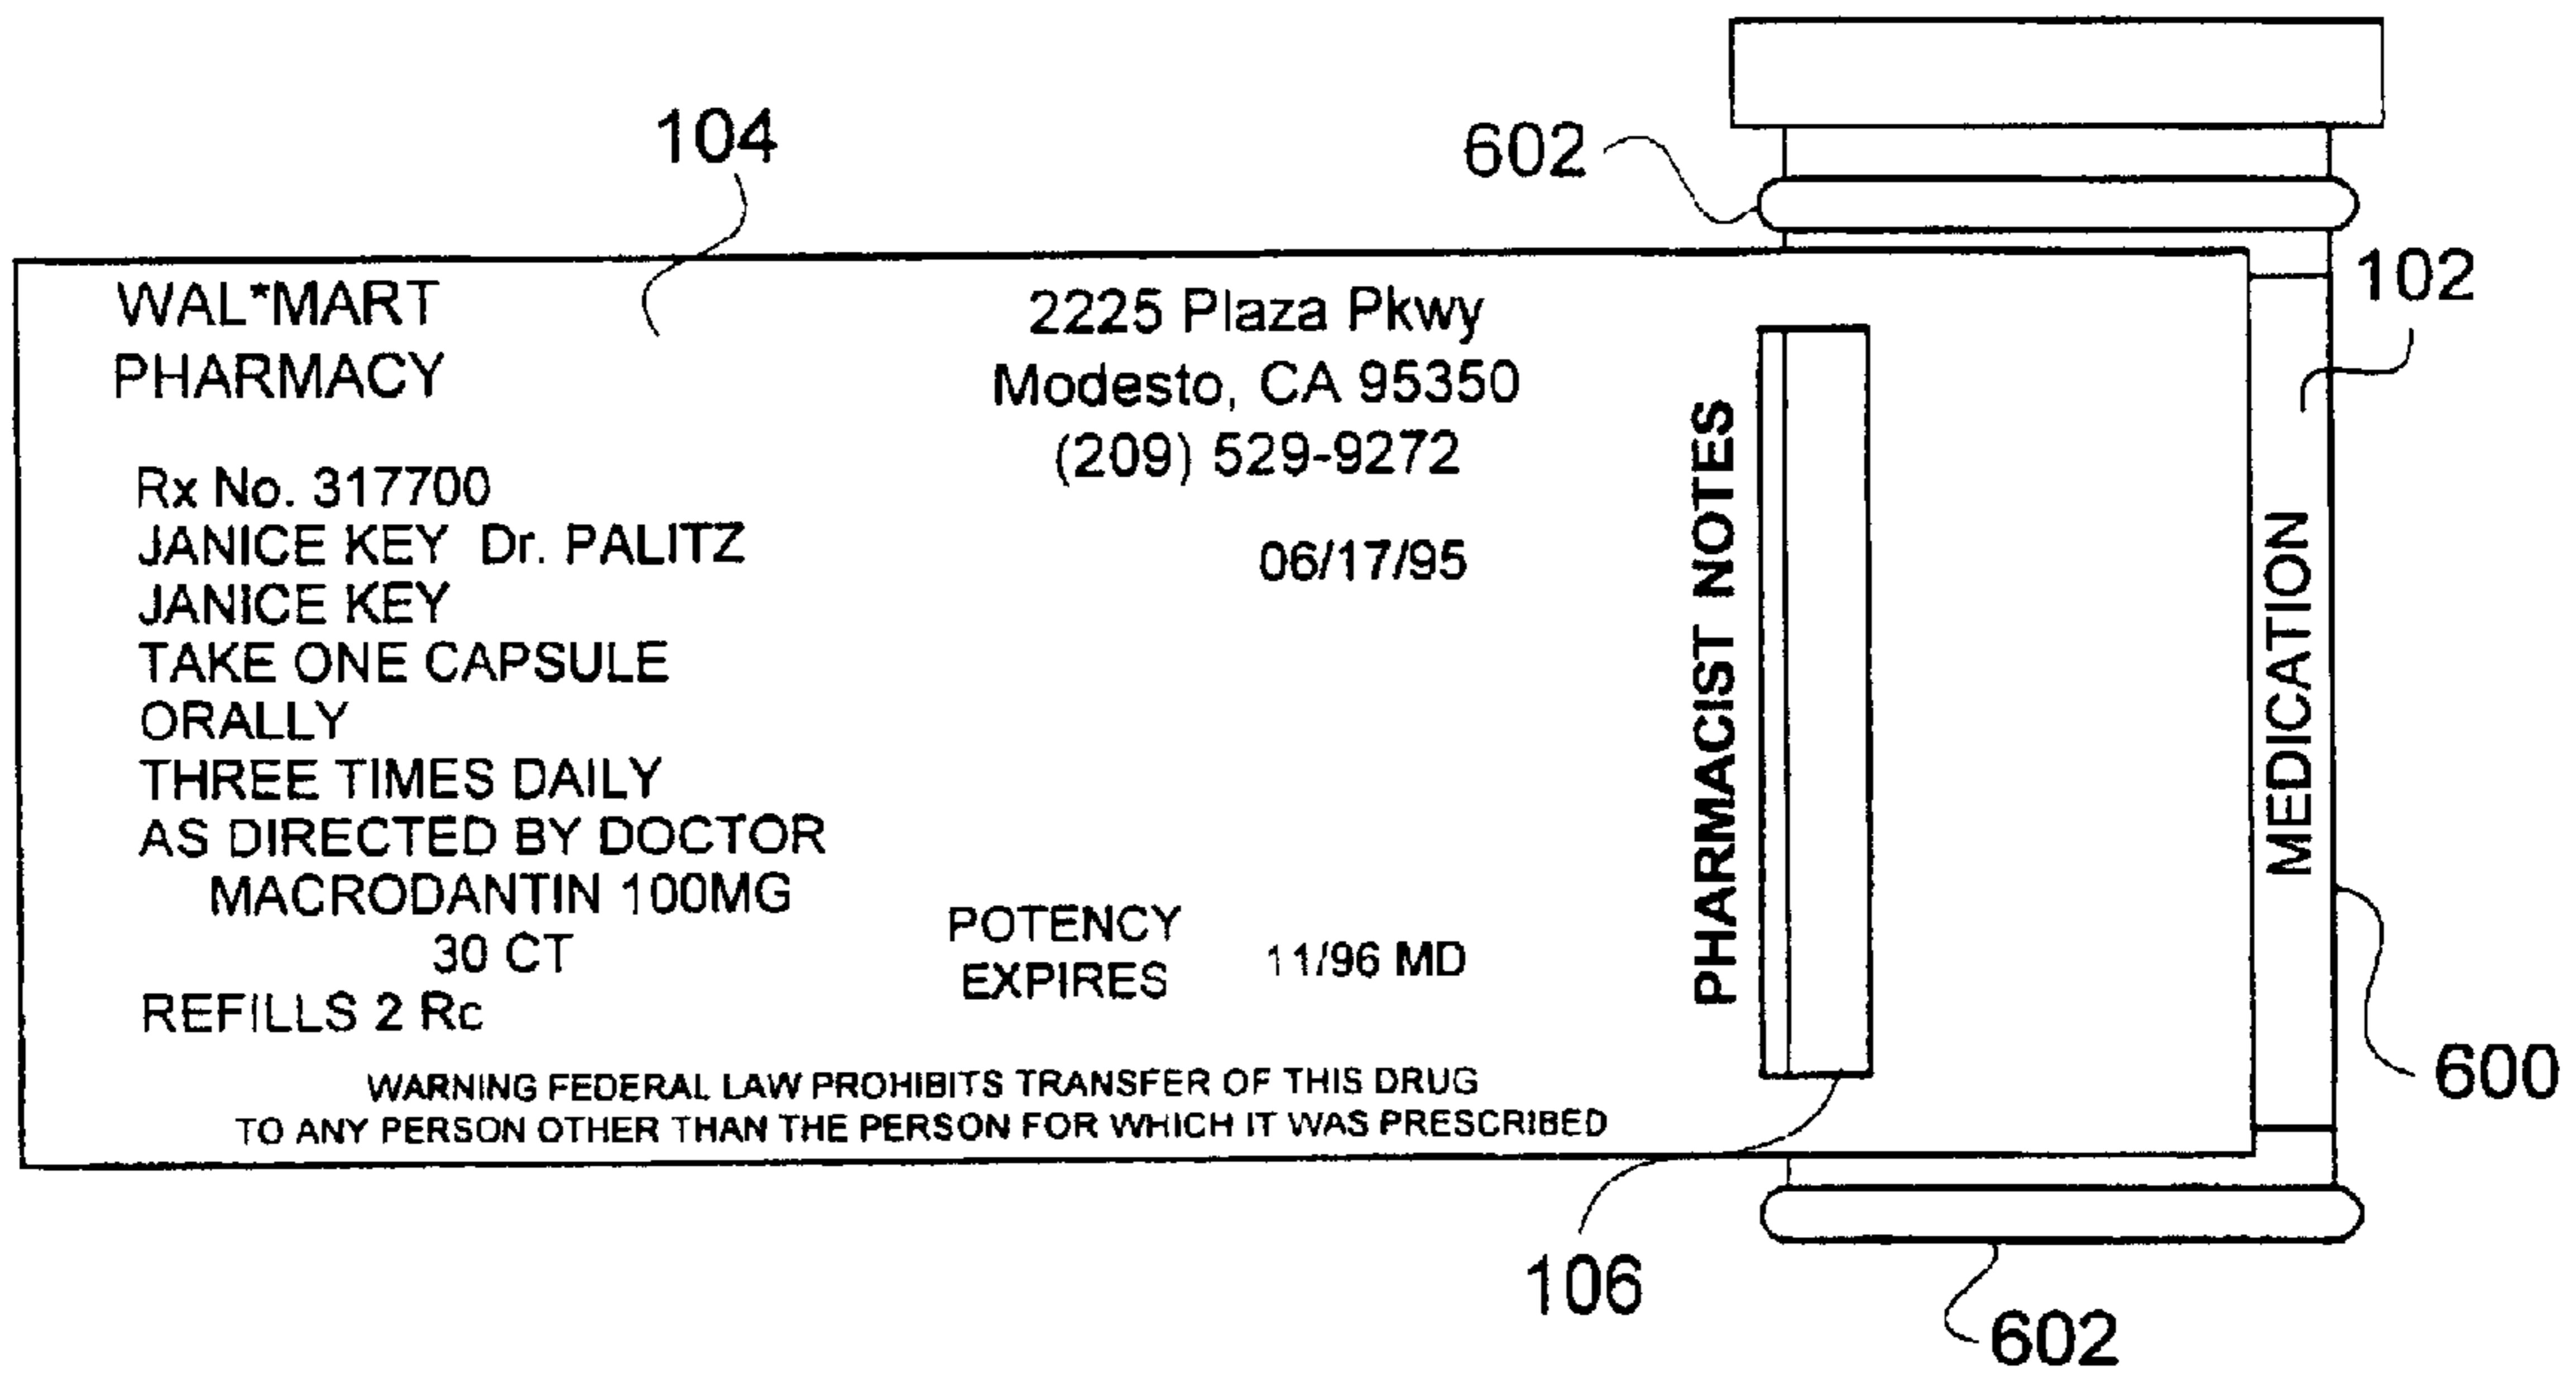 104
602
102
WAL*MART
PHARMACY
2225 Plaza Pkwy
Modesto, CA 95350
(209) 529-9272
Rx No. 317700
JANICE KEY Dr. PALITZ
06/17/95
JANICE KEY
TAKE ONE CAPSULE
ORALLY
THREE TIMES DAILY
AS DIRECTED BY DOCTOR
MACRODANTIN 100MG
30 CT
POTENCY
EXPIRES
11/96 MD
REFILLS 2 Rc
WARNING FEDERAL LAW PROHIBITS TRANSFER OF THIS DRUG
TO ANY PERSON OTHER THAN THE PERSON FOR WHICH IT WAS PRESCRIBED
PHARMACIST NOTES
MEDICATION
600
106
602